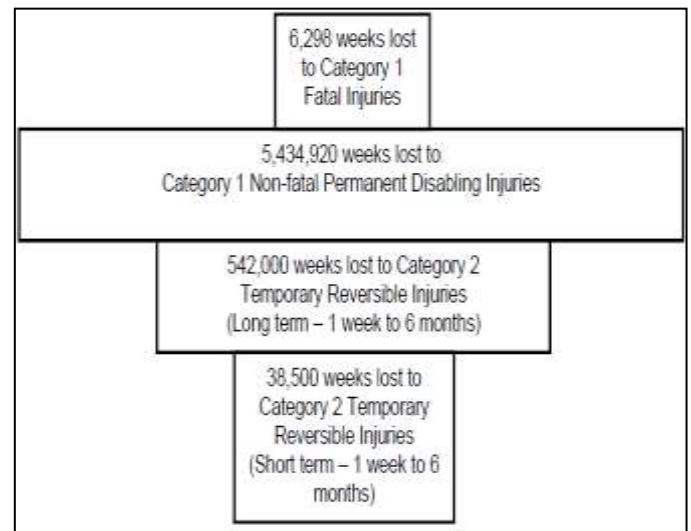 6,298 weeks lost
to Category 1
Fatal Injuries
5,434,920 weeks lost to
Category 1 Non-fatal Permanent Disabling Injuries
542,000 weeks lost to Category 2
Temporary Reversible Injuries
(Long term – 1 week to 6 months)
38,500 weeks lost to
Category 2 Temporary
Reversible Injuries
(Short term – 1 week to 6
months)